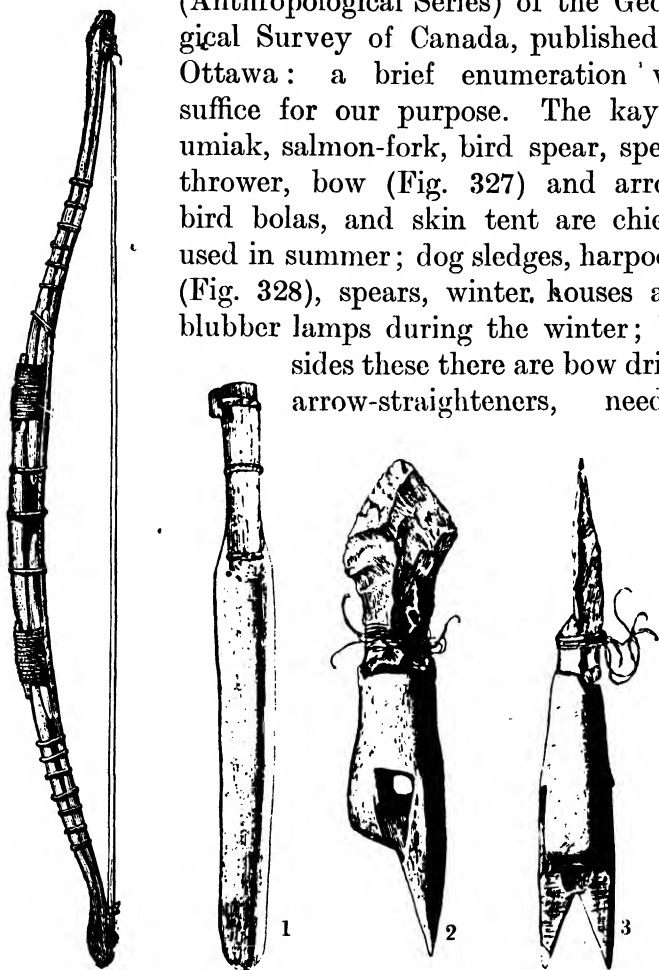 (Anthropological Series) of the Geo
gical Survey of Canada, published
Ottawa: a brief enumeration
suffice for our purpose. The kay
umiak, salmon-fork, bird spear, spe
thrower, bow (Fig. 327) and arro
bird bolas, and skin tent are chie
used in summer; dog sledges, harpoo
(Fig. 328), spears, winter. houses a
blubber lamps during the winter;
sides these there are bow dri
arrow-straighteners, need
1
2
3